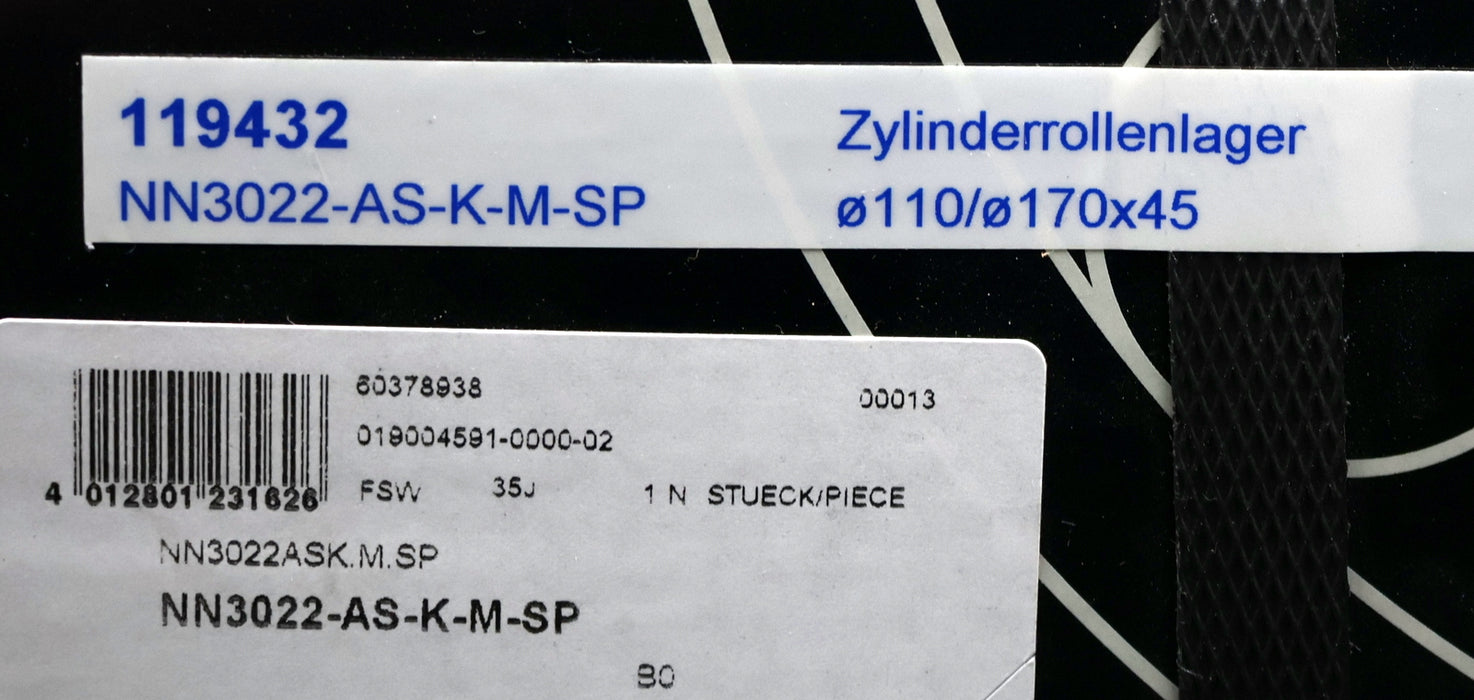 119432 Zylinderrollenlager
NN3022-AS-K-M-SP ø110/ø170x45
60378938 00013
019004591-0000-02
4 012801 231626 FSW 35J 1 N STUECK/PIECE
NN3022ASK.M.SP
NN3022-AS-K-M-SP
80